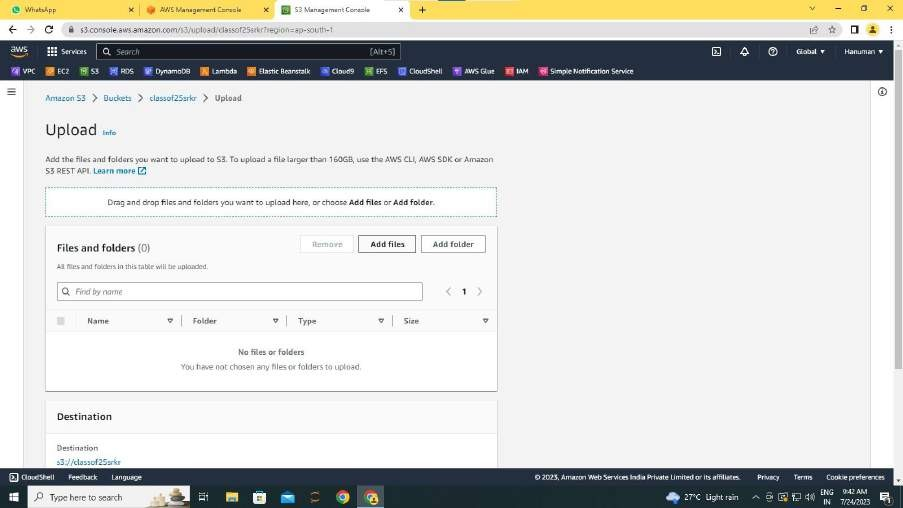 WhatsApp
AWS Management Console
S3 Management Console
s3.console.aws.amazon.com/s3/upload/classof25srkr?region=ap-south-1
aws
Services
Search
[Alt+S]
Global
Hanuman
VPC
EC2
S3
RDS
DynamoDB
Lambda
Elastic Beanstalk
Cloud9
EFS
CloudShell
AWS Glue
IAM
Simple Notification Service
Amazon S3
Buckets
classof25srkr
Upload
Upload
Info
Add the files and folders you want to upload to S3. To upload a file larger than 160GB, use the AWS CLI, AWS SDK or Amazon
S3 REST API. Learn more
Drag and drop files and folders you want to upload here, or choose Add files or Add folder.
Files and folders (0)
Remove
Add files
Add folder
All files and folders in this table will be uploaded.
Find by name
1
Name
Folder
Type
Size
No files or folders
You have not chosen any files or folders to upload.
Destination
Destination
s3://classof25srkr
CloudShell
Feedback
Language
© 2023, Amazon Web Services India Private Limited or its affiliates.
Privacy
Terms
Cookie preferences
Type here to search
27°C Light rain
ENG
IN
9:42 AM
7/24/2023